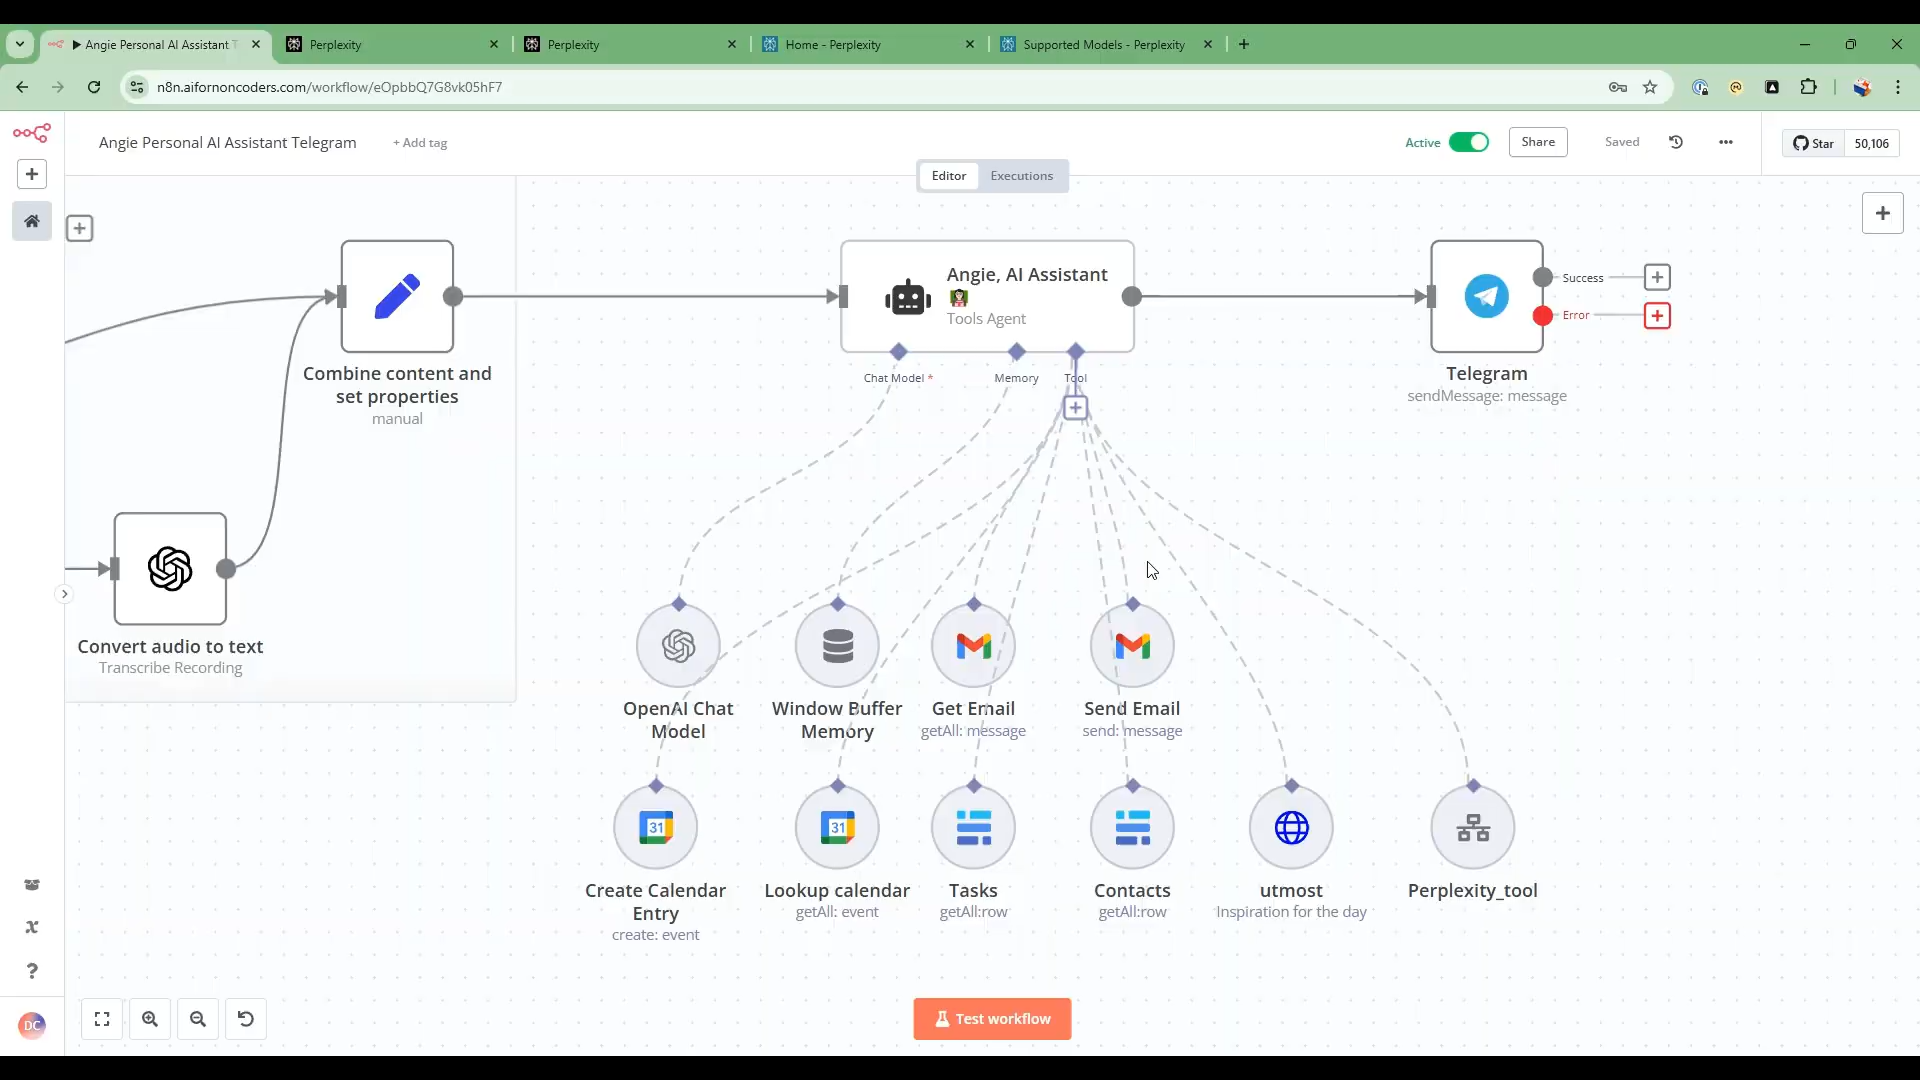 Angie Personal AI Assistant T
Perplexity
Perplexity
Home - Perplexity
Supported Models - Perplexity
n8n.aifornoncoders.com/workflow/eOpbbQ7G8vk05hF7
Angie Personal AI Assistant Telegram
+ Add tag
Active
Share
Saved
Star
50,106
Editor
Executions
Combine content and
set properties
manual
Angie, AI Assistant
Tools Agent
Chat Model *
Memory
Tool
Success
Error
Telegram
sendMessage: message
Convert audio to text
Transcribe Recording
OpenAI Chat
Model
Window Buffer
Memory
Get Email
getAll: message
Send Email
send: message
31
Create Calendar
Entry
create: event
31
Lookup calendar
getAll: event
Tasks
getAll:row
Contacts
getAll:row
utmost
Inspiration for the day
Perplexity_tool
DC
Test workflow